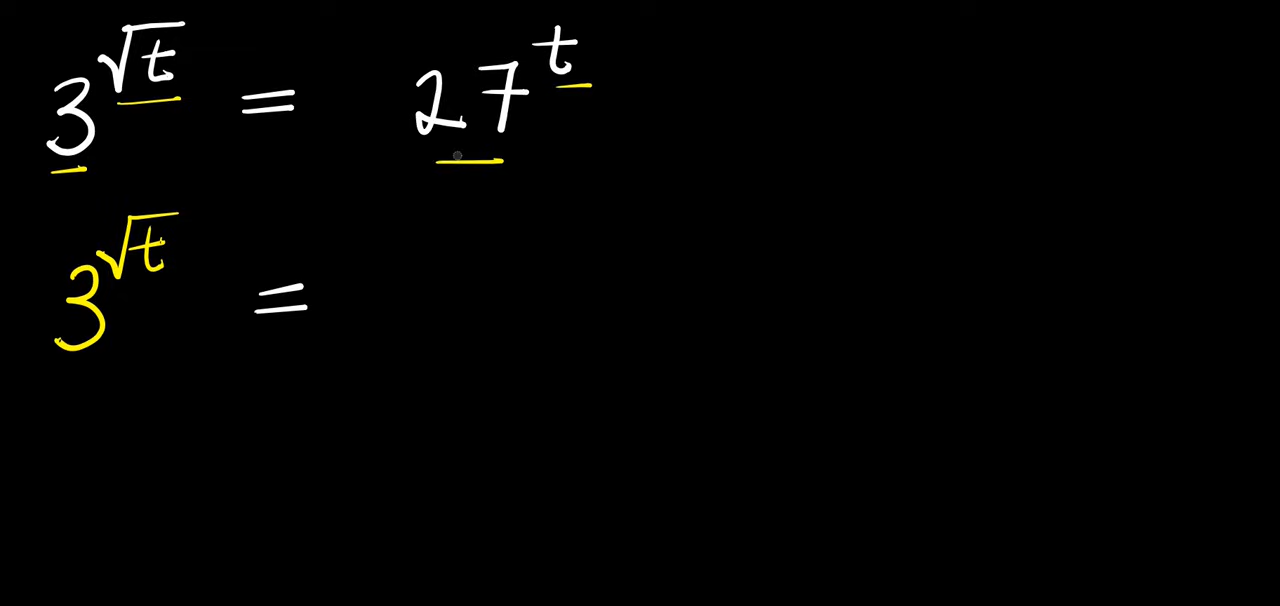 3^√t = 27^t
3^√t =